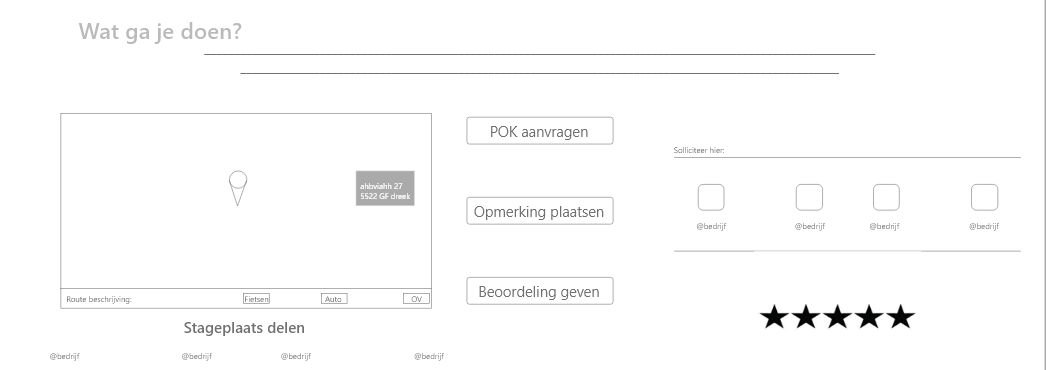 Wat ga je doen?
POK aanvragen
Solliciteer hier:
ahbviahh 27
5522 GF dreek
@bedrijf @bedrijf @bedrijf @bedrijf
Opmerking plaatsen
Beoordeling geven
Route beschrijving: Fietsen Auto OV
Stageplaats delen
@bedrijf @bedrijf @bedrijf @bedrijf